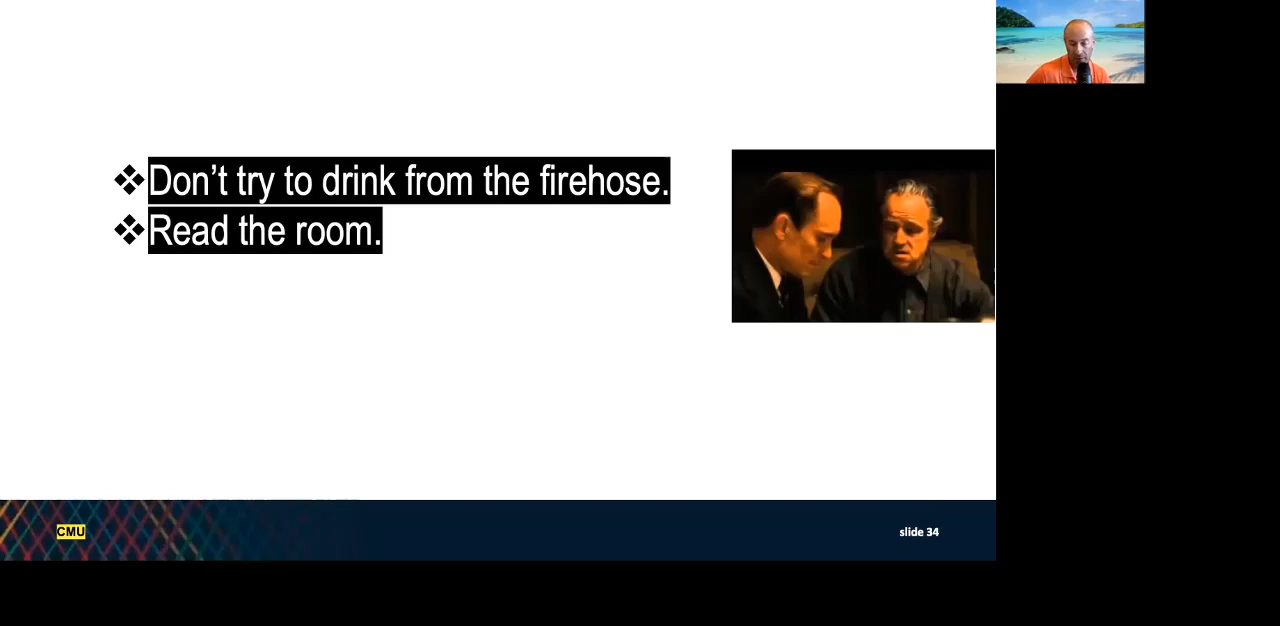 ❖Don’t try to drink from the firehose.
❖Read the room.
CMU
slide 34